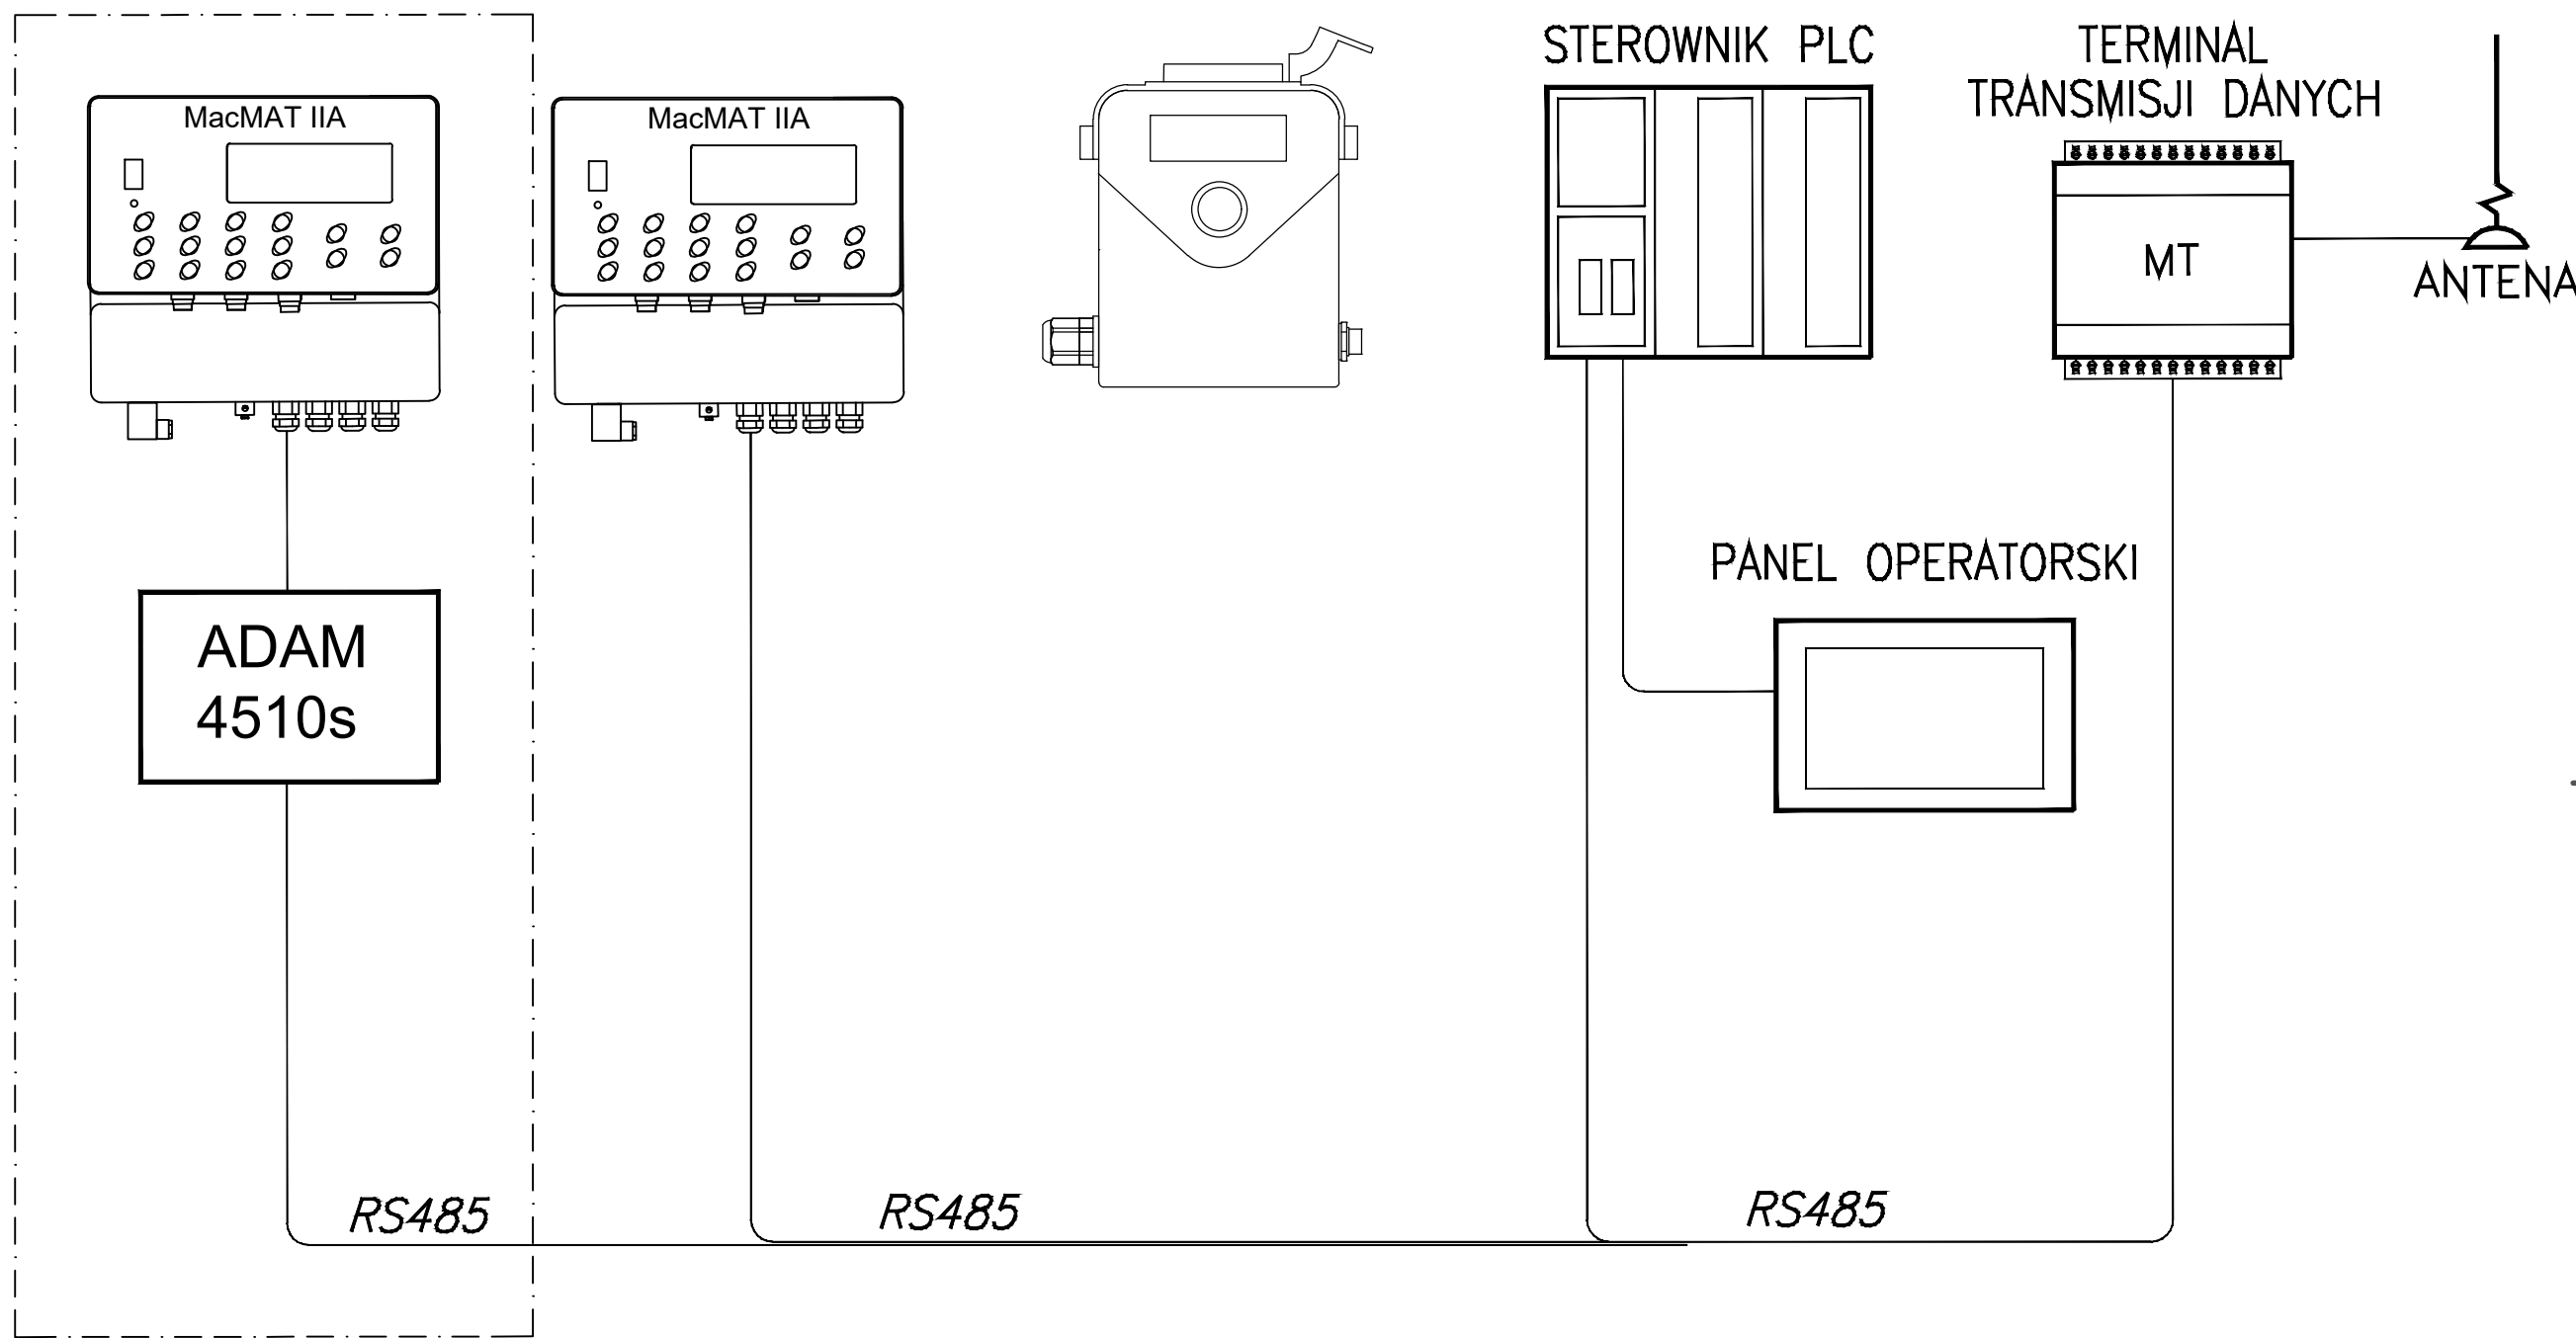 MacMAT IIA
MacMAT IIA
STEROWNIK PLC
TERMINAL
TRANSMISJI DANYCH
MT
ANTENA
PANEL OPERATORSKI
ADAM
4510s
RS485
RS485
RS485